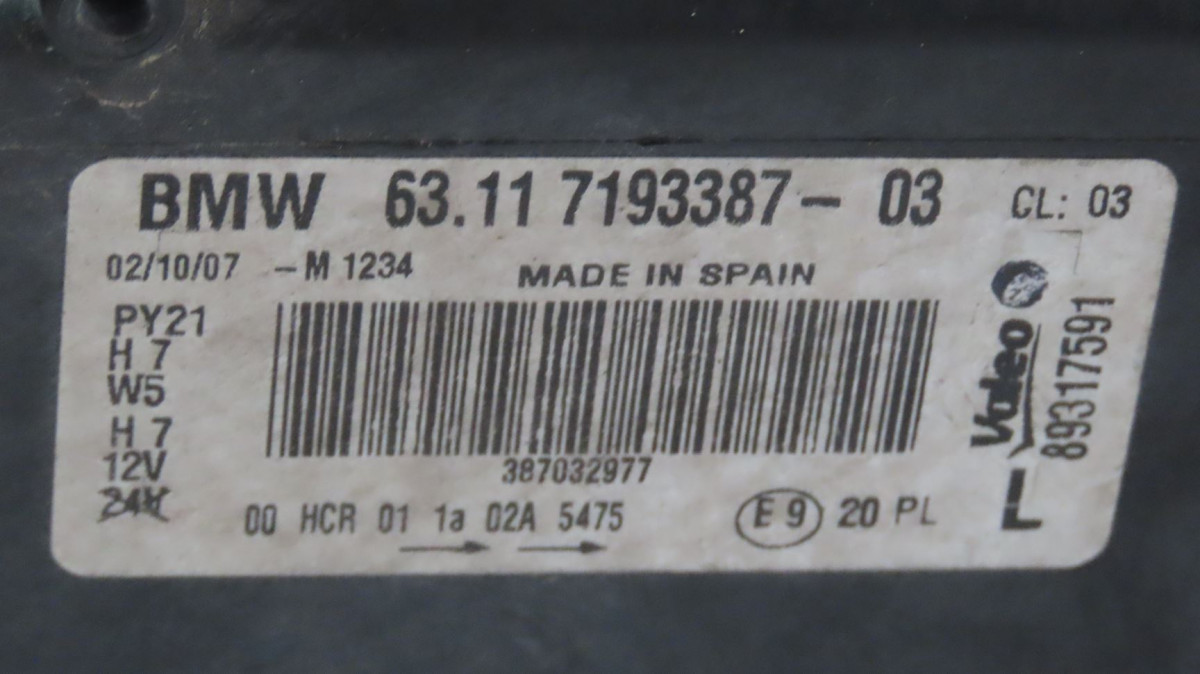 BMW 63.11 7193387- 03 CL: 03
02/10/07 -M 1234 MADE IN SPAIN
PY21
H 7
W5
H 7
12V
24V
387032977
00 HCR 01 1a 02A 5475 E 9 20 PL
Valeo
89317591
L